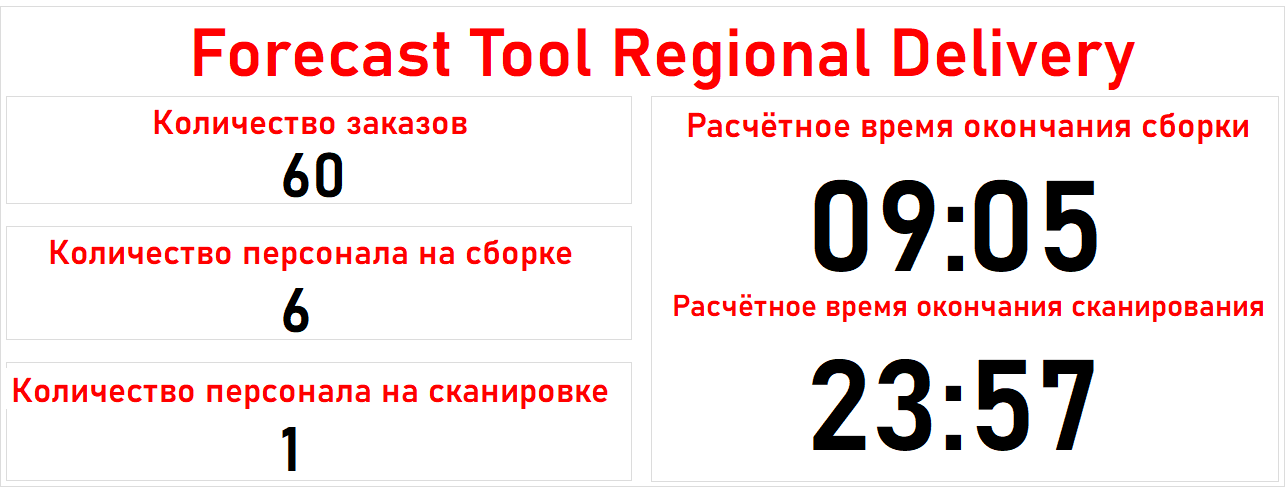 Forecast Tool Regional Delivery
Количество заказов
60
Количество персонала на сборке
6
Количество персонала на сканировке
1
Расчётное время окончания сборки
09:05
Расчётное время окончания сканирования
23:57